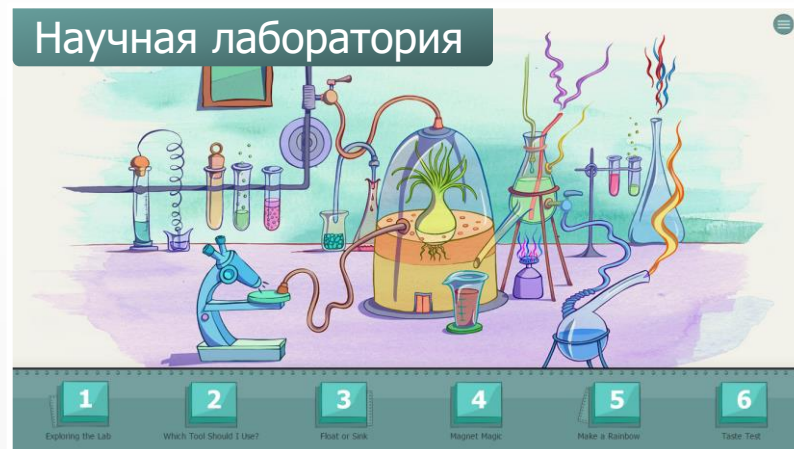 Научная лаборатория
1
2
3
4
5
6
Exploring the Lab
Which Tool Should I Use?
Float or Sink
Magnet Magic
Make a Rainbow
Taste Test